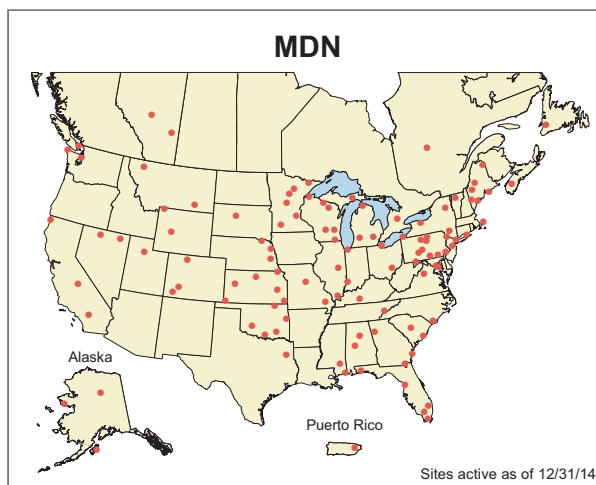 MDN
Alaska
Puerto Rico
Sites active as of 12/31/14